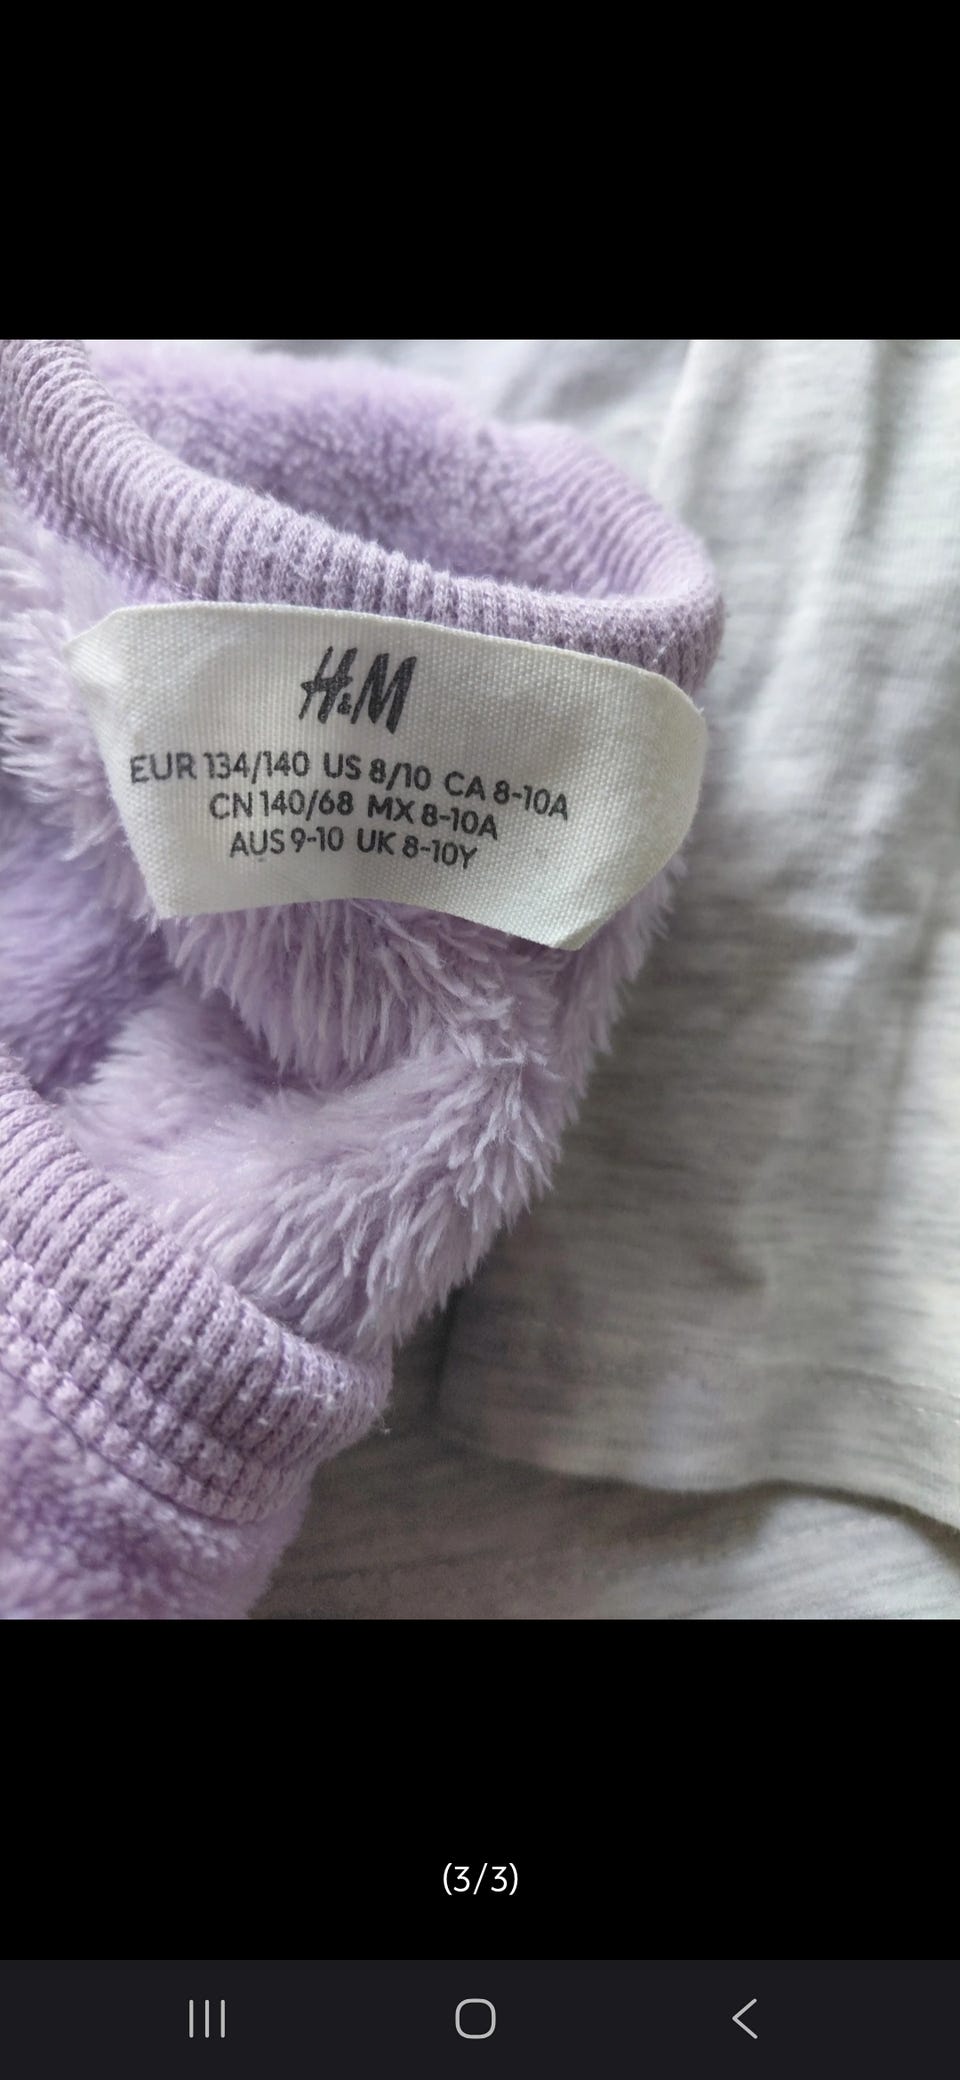 H&M
EUR 134/140 US 8/10 CA 8-10A
CN 140/68 MX 8-10A
AUS 9-10 UK 8-10Y
(3/3)